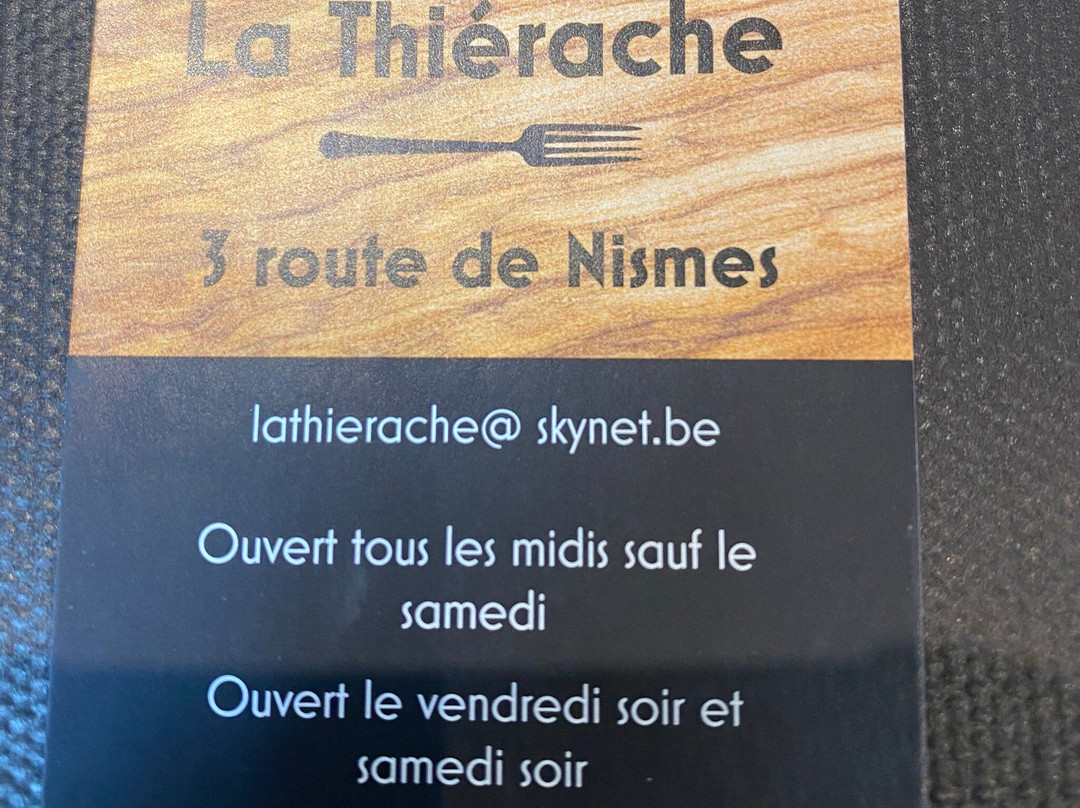 La Thiérache
3 route de Nismes
lathierache@ skynet.be
Ouvert tous les midis sauf le
samedi
Ouvert le vendredi soir et
samedi soir